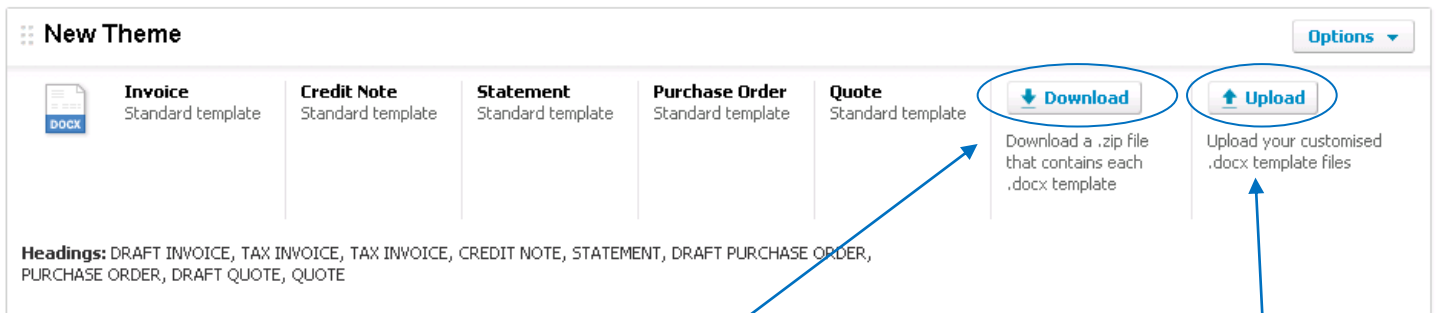 New Theme
Options
DOCX
Invoice
Standard template
Credit Note
Standard template
Statement
Standard template
Purchase Order
Standard template
Quote
Standard template
Download
Download a .zip file
that contains each
.docx template
Upload
Upload your customised
.docx template files
Headings: DRAFT INVOICE, TAX INVOICE, TAX INVOICE, CREDIT NOTE, STATEMENT, DRAFT PURCHASE ORDER,
PURCHASE ORDER, DRAFT QUOTE, QUOTE